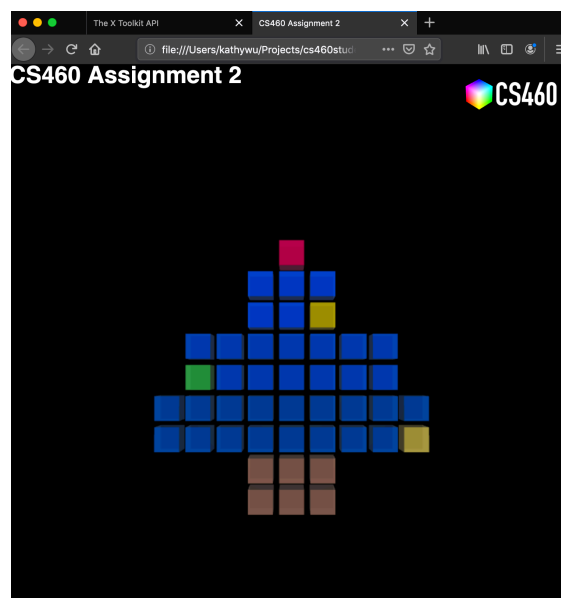 The X Toolkit API
CS460 Assignment 2
file:///Users/kathywu/Projects/cs460stud
CS460 Assignment 2
CS460